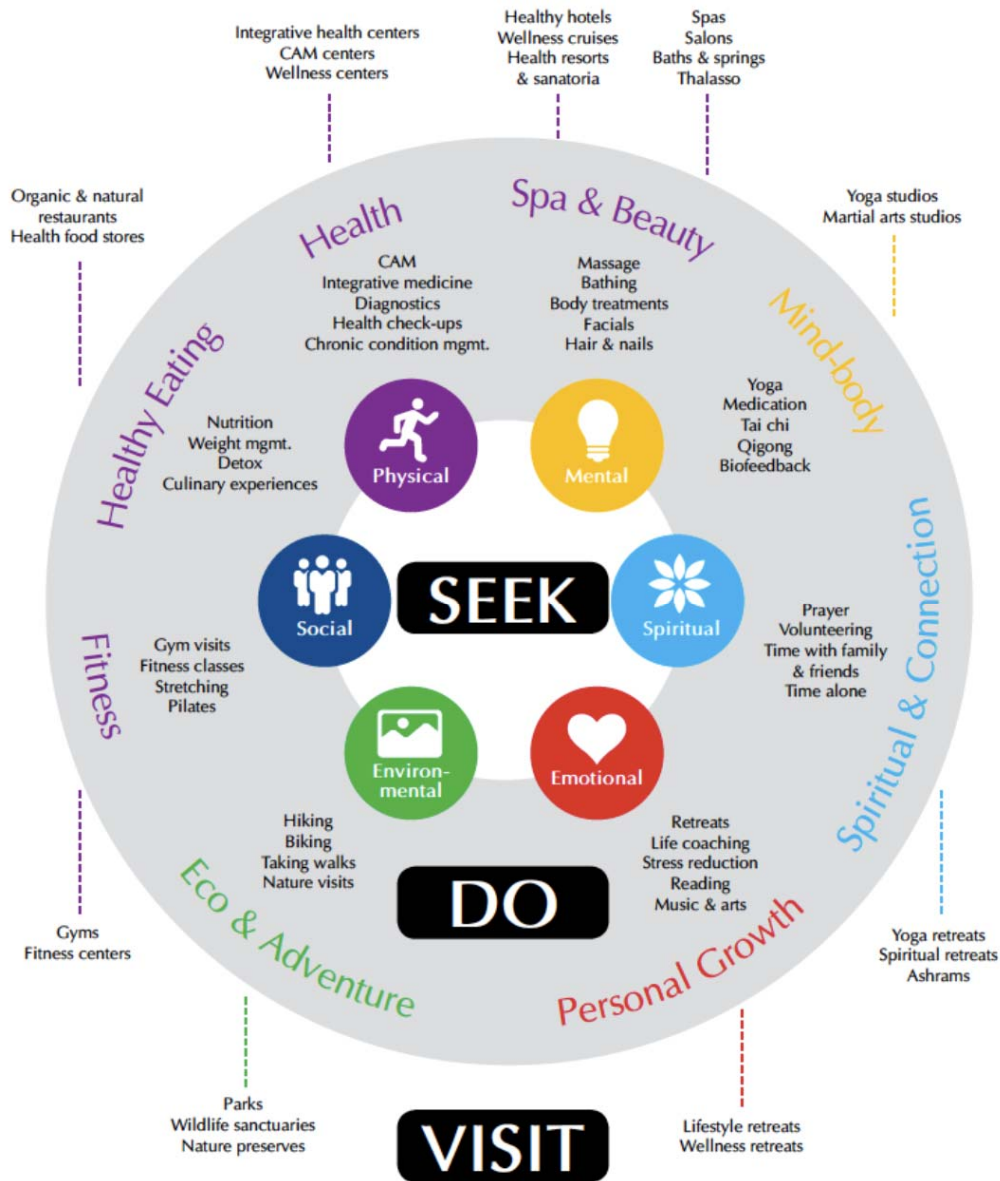 Integrative health centers
CAM centers
Wellness centers
Healthy hotels
Wellness cruises
Health resorts
& sanatoria
Spas
Salons
Baths & springs
Thalasso
Organic & natural
restaurants
Health food stores
Yoga studios
Martial arts studios
Health
CAM
Integrative medicine
Diagnostics
Health check-ups
Chronic condition mgmt.
Spa & Beauty
Massage
Bathing
Body treatments
Facials
Hair & nails
Mind-body
Yoga
Medication
Tai chi
Qigong
Biofeedback
Healthy Eating
Nutrition
Weight mgmt.
Detox
Culinary experiences
Physical
Mental
Social
SEEK
Spiritual
Environ-
mental
Emotional
Fitness
Gym visits
Fitness classes
Stretching
Pilates
Spiritual & Connection
Prayer
Volunteering
Time with family
& friends
Time alone
Eco & Adventure
Hiking
Biking
Taking walks
Nature visits
DO
Personal Growth
Retreats
Life coaching
Stress reduction
Reading
Music & arts
Gyms
Fitness centers
Yoga retreats
Spiritual retreats
Ashrams
Parks
Wildlife sanctuaries
Nature preserves
VISIT
Lifestyle retreats
Wellness retreats